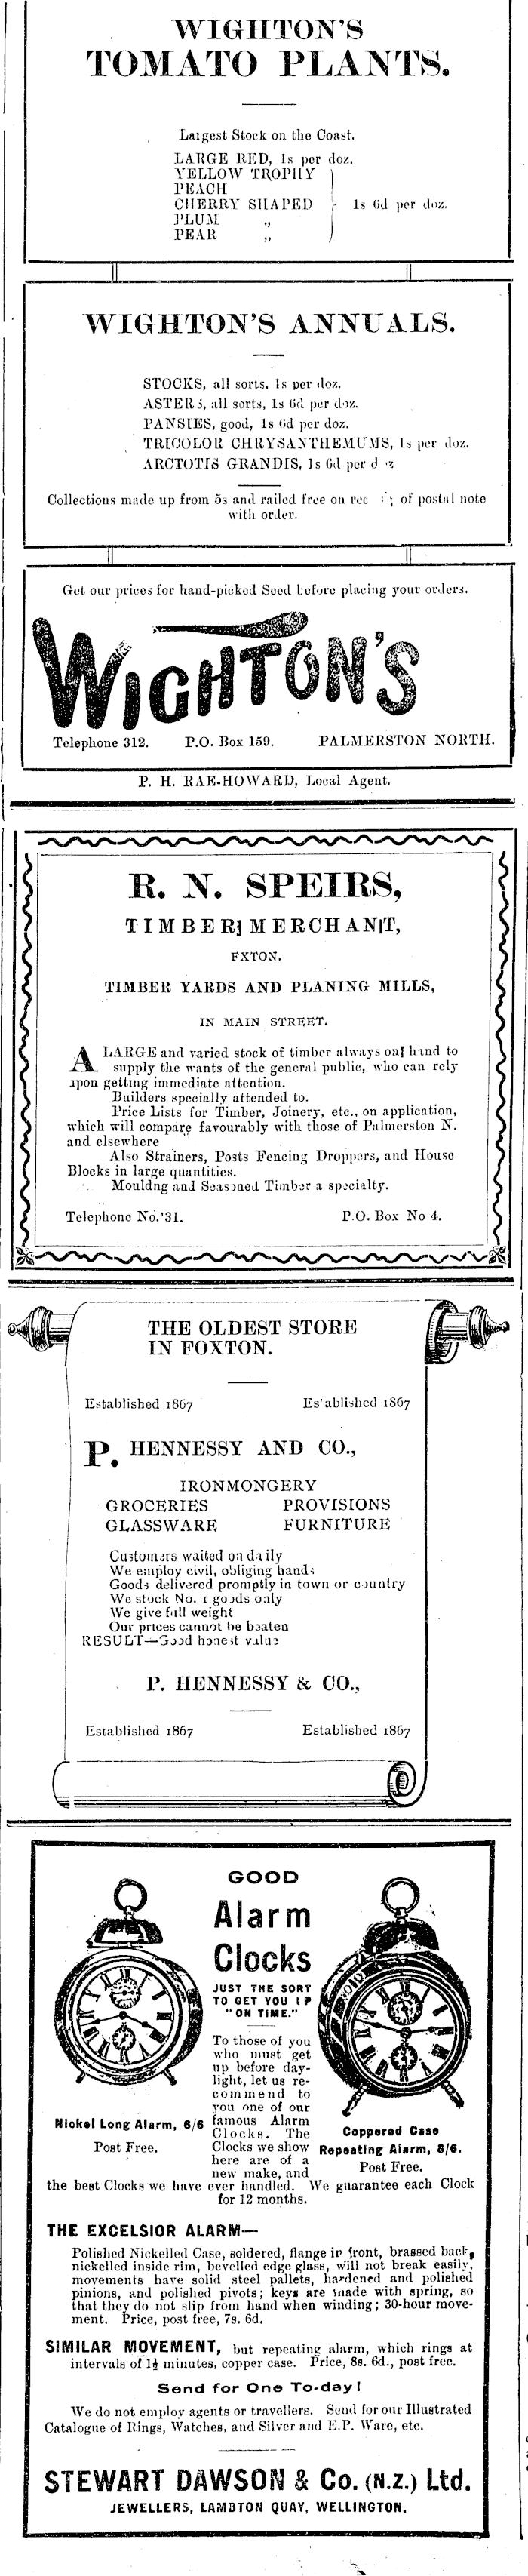 WIGHTON'S
TOMATO PLANTS.
Largest Stock on the Coast.
LARGE RED, 1s per doz.
YELLOW TROPHY
PEACH
CHERRY SHAPED } 1s 6d per doz.
PLUM „
PEAR „
WIGHTON'S ANNUALS.
STOCKS, all sorts, 1s per doz.
ASTERS, all sorts, 1s 6d per doz.
PANSIES, good, 1s 6d per doz.
TRICOLOR CHRYSANTHEMUMS, 1s per doz.
ARCTOTIS GRANDIS, 1s 6d per d z
Collections made up from 5s and railed free on rec of postal note
with order.
Get our prices for hand-picked Seed before placing your orders.
WIGHTON'S
Telephone 312. P.O. Box 159. PALMERSTON NORTH.
P. H. RAE-HOWARD, Local Agent.
R. N. SPEIRS,
TIMBER MERCHANT,
FXTON.
TIMBER YARDS AND PLANING MILLS,
IN MAIN STREET.
A LARGE and varied stock of timber always on hand to
supply the wants of the general public, who can rely
upon getting immediate attention.
Builders specially attended to.
Price Lists for Timber, Joinery, etc., on application,
which will compare favourably with those of Palmerston N.
and elsewhere
Also Strainers, Posts Fencing Droppers, and House
Blocks in large quantities.
Mouldng and Seasoned Timber a specialty.
Telephone No. 31. P.O. Box No 4.
THE OLDEST STORE
IN FOXTON.
Established 1867 Es'ablished 1867
P. HENNESSY AND CO.,
IRONMONGERY
GROCERIES PROVISIONS
GLASSWARE FURNITURE
Customers waited on daily
We employ civil, obliging hands
Goods delivered promptly in town or country
We stock No. 1 goods only
We give full weight
Our prices cannot be beaten
RESULT—Good honest value
P. HENNESSY & CO.,
Established 1867 Established 1867
GOOD
Alarm
Clocks
JUST THE SORT
TO GET YOU UP
"ON TIME."
To those of you
who must get
up before day-
light, let us re-
commend to
you one of our
famous Alarm
Clocks. The
Clocks we show
here are of a
new make, and
Nickel Long Alarm, 6/6
Post Free.
Coppered Case
Repeating Alarm, 8/6.
Post Free.
the best Clocks we have ever handled. We guarantee each Clock
for 12 months.
THE EXCELSIOR ALARM—
Polished Nickelled Case, soldered, flange in front, brassed back,
nickelled inside rim, bevelled edge glass, will not break easily,
movements have solid steel pallets, hardened and polished
pinions, and polished pivots; keys are made with spring, so
that they do not slip from hand when winding; 30-hour move-
ment. Price, post free, 7s. 6d.
SIMILAR MOVEMENT, but repeating alarm, which rings at
intervals of 1½ minutes, copper case. Price, 8s. 6d., post free.
Send for One To-day!
We do not employ agents or travellers. Send for our Illustrated
Catalogue of Rings, Watches, and Silver and E.P. Ware, etc.
STEWART DAWSON & Co. (N.Z.) Ltd.
JEWELLERS, LAMBTON QUAY, WELLINGTON.